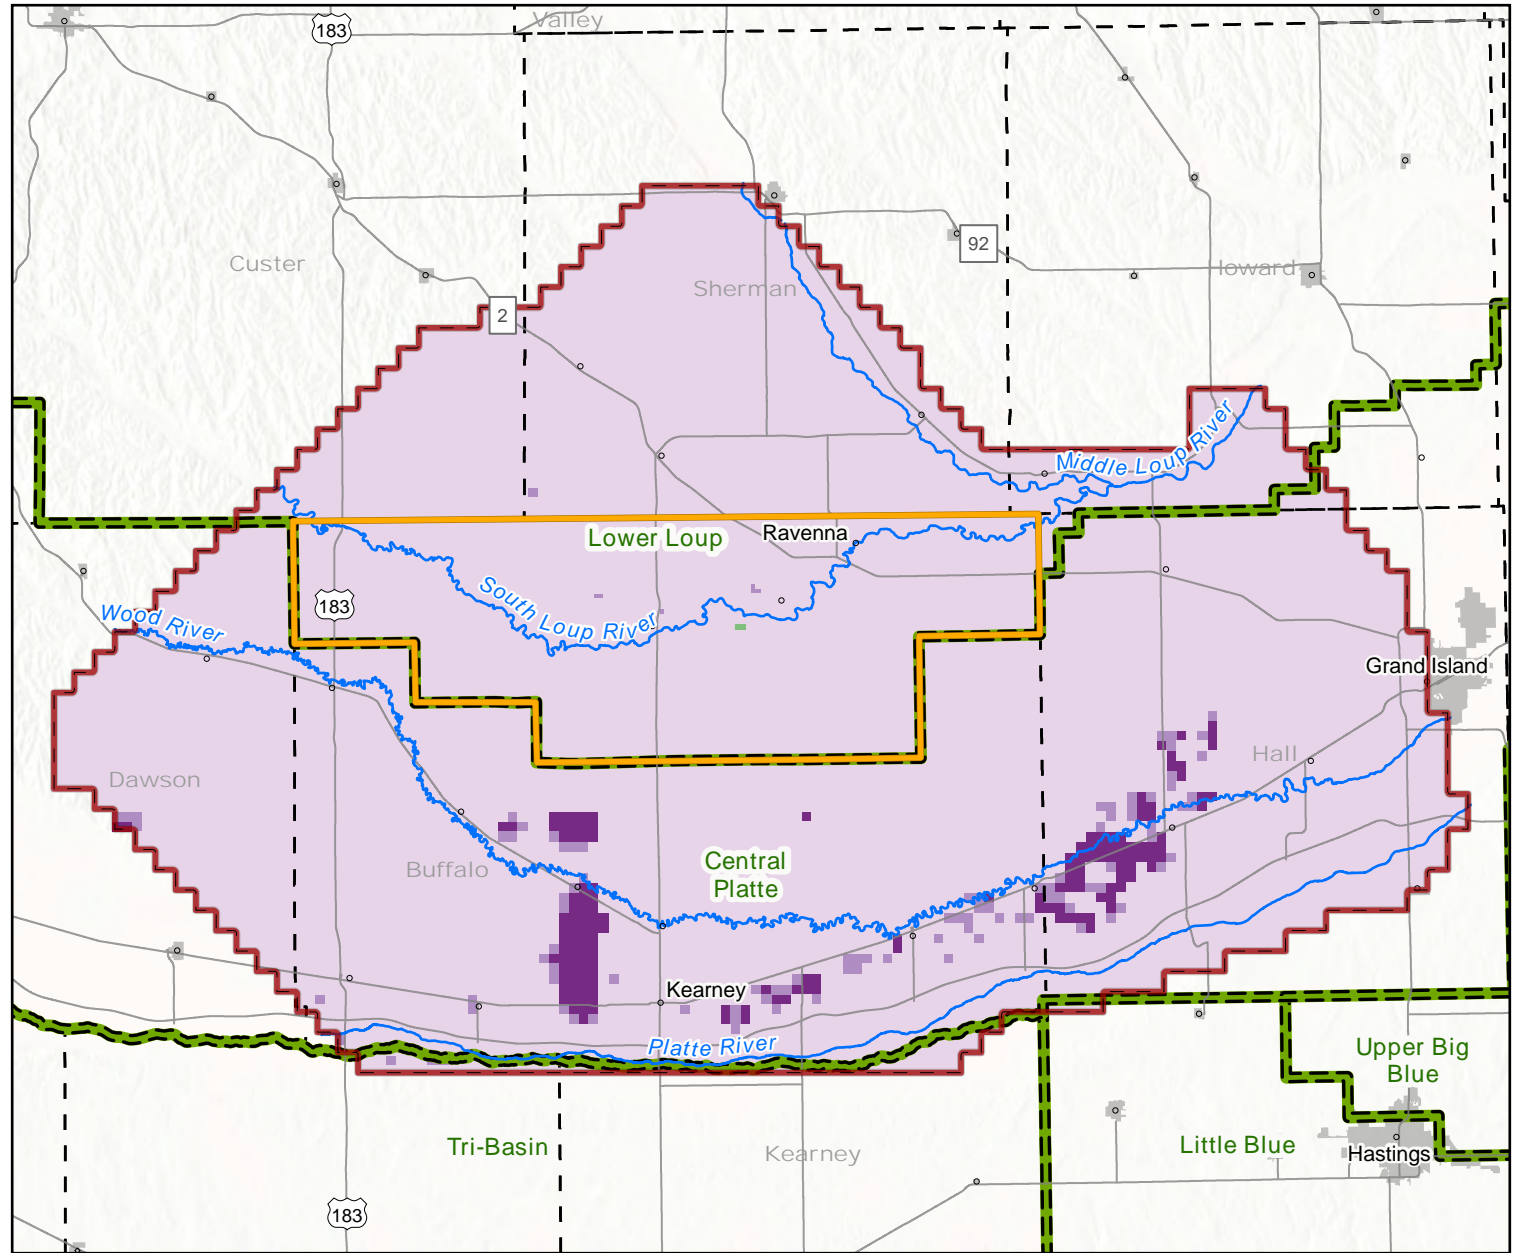 Valley
183
Custer
92
Howard
Sherman
2
Middle Loup River
Lower Loup
Ravenna
South Loup River
183
Wood River
Grand Island
Hall
Dawson
Buffalo
Central
Platte
Kearney
Platte River
Upper Big
Blue
Tri-Basin
Kearney
Little Blue
Hastings
183